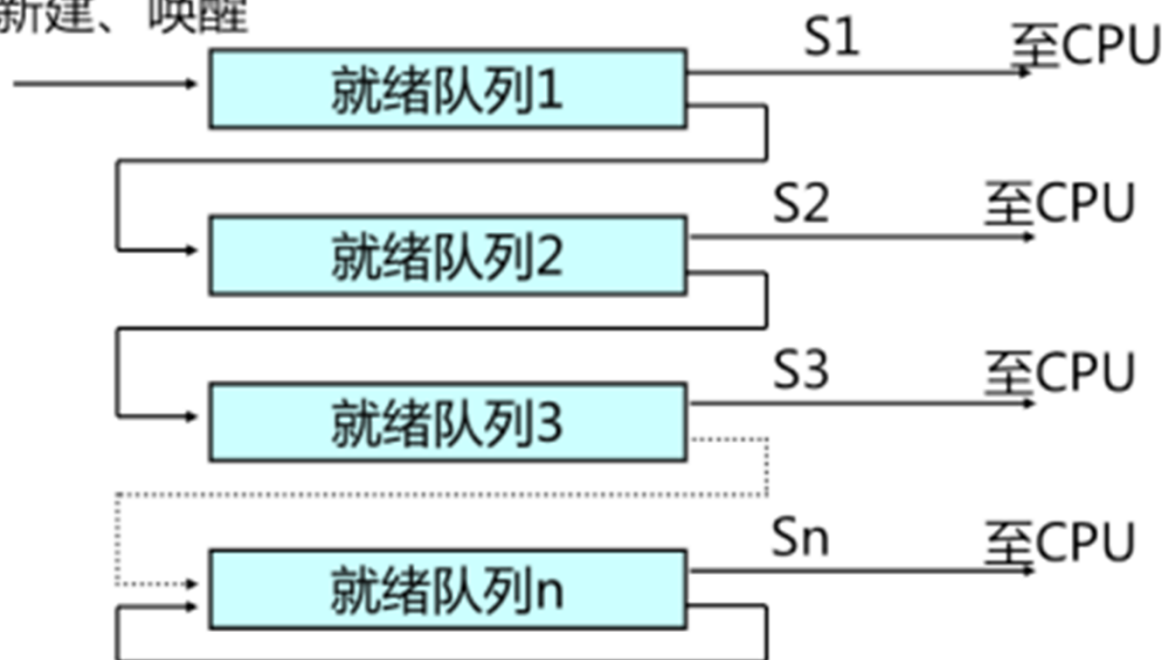 新建、唤醒
S1 至CPU
就绪队列1
S2 至CPU
就绪队列2
S3 至CPU
就绪队列3
Sn 至CPU
就绪队列n